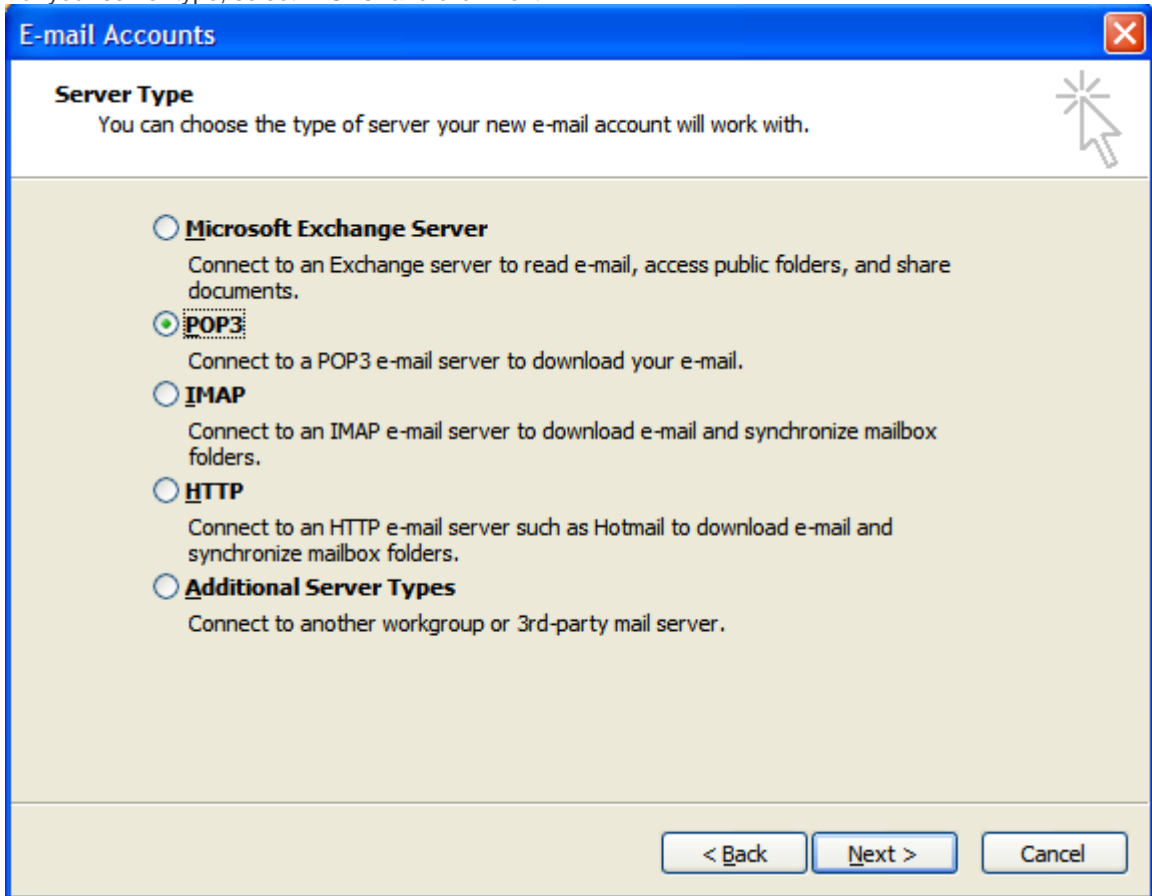 E-mail Accounts
Server Type
You can choose the type of server your new e-mail account will work with.
Microsoft Exchange Server
Connect to an Exchange server to read e-mail, access public folders, and share
documents.
POP3
Connect to a POP3 e-mail server to download your e-mail.
IMAP
Connect to an IMAP e-mail server to download e-mail and synchronize mailbox
folders.
HTTP
Connect to an HTTP e-mail server such as Hotmail to download e-mail and
synchronize mailbox folders.
Additional Server Types
Connect to another workgroup or 3rd-party mail server.
< Back
Next >
Cancel